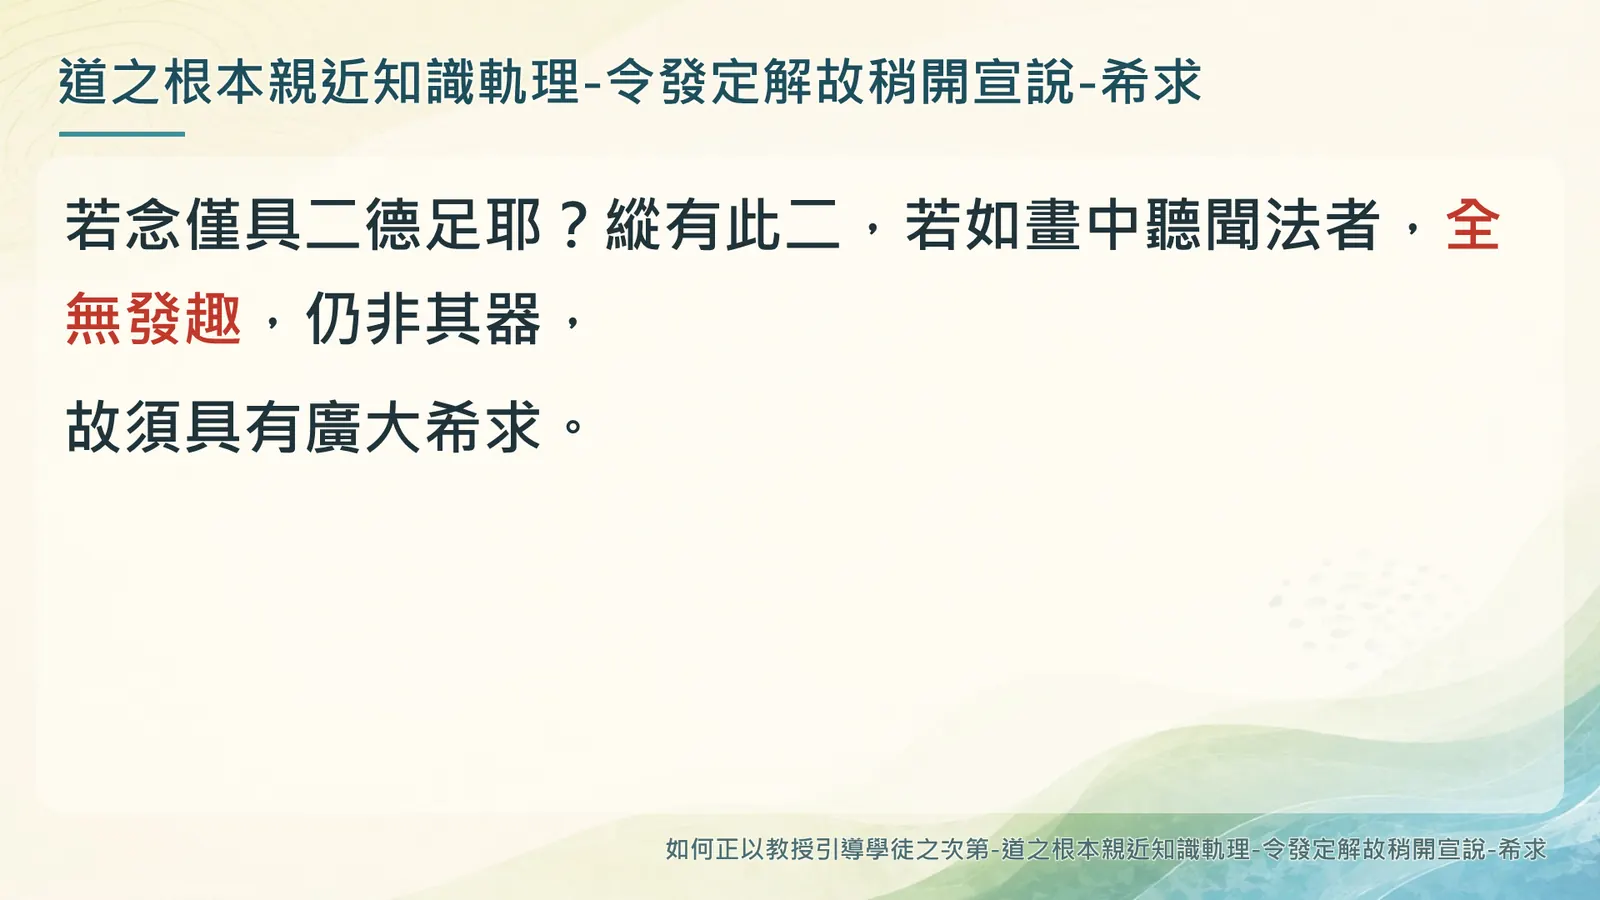 道之根本親近知識軌理-令發定解故稍開宣說-希求
若念僅具二德足耶？縱有此二，若如畫中聽聞法者，全
無發趣，仍非其器，
故須具有廣大希求。
如何正以教授引導學徒之次第-道之根本親近知識軌理-令發定解故稍開宣說-希求